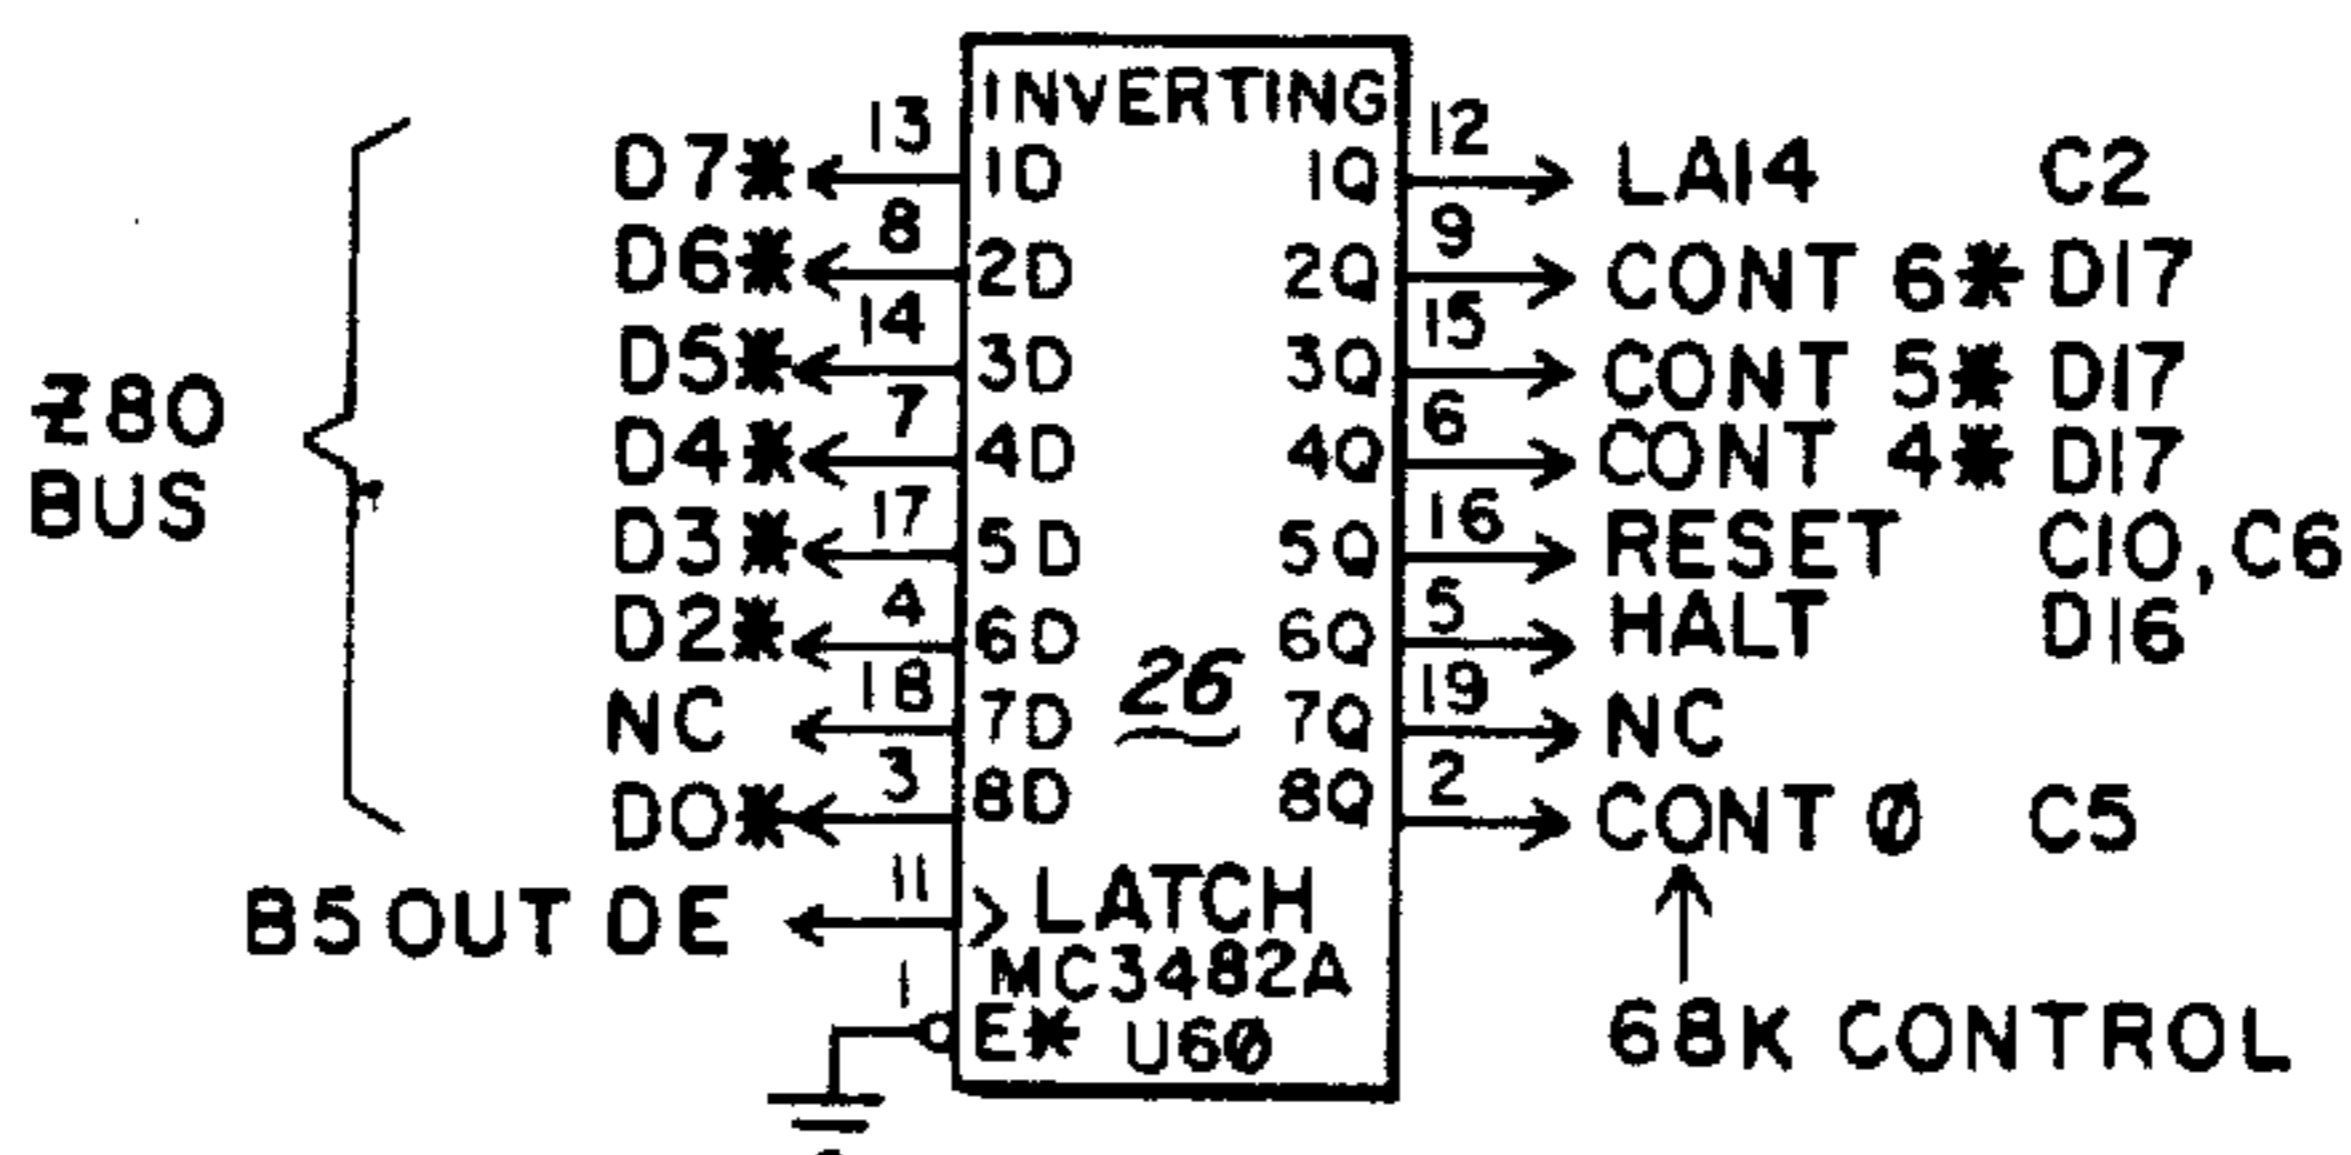 INVERTING
D7* 13 1D 1Q 12 LA14 C2
D6* 8 2D 2Q 9 CONT 6* D17
D5* 14 3D 3Q 15 CONT 5* D17
Z80 BUS
D4* 7 4D 4Q 6 CONT 4* D17
D3* 17 5D 5Q 16 RESET C10, C6
D2* 4 6D 6Q 5 HALT D16
26
NC 18 7D 7Q 19 NC
D0* 3 8D 8Q 2 CONT 0 C5
B5 OUT DE 11 > LATCH
MC3482A
1 E* U60
68K CONTROL